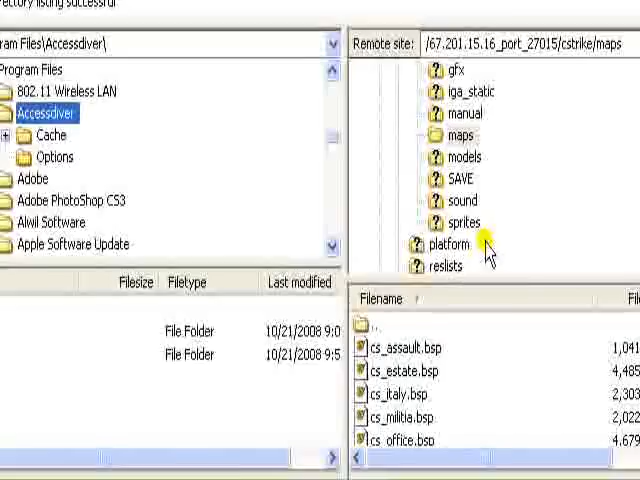 rectory listing successful
ram Files\Accessdiver\
Remote site: /67.201.15.16_port_27015/cstrike/maps
Program Files
802.11 Wireless LAN
Accessdiver
Cache
Options
Adobe
Adobe PhotoShop CS3
Alwil Software
Apple Software Update
gfx
iga_static
manual
maps
models
SAVE
sound
sprites
platform
reslists
Filesize Filetype Last modified
File Folder 10/21/2008 9:0
File Folder 10/21/2008 9:5
Filename Fil
..
cs_assault.bsp 1,041
cs_estate.bsp 4,485
cs_italy.bsp 2,303
cs_militia.bsp 2,022
cs_office.bsp 4,679